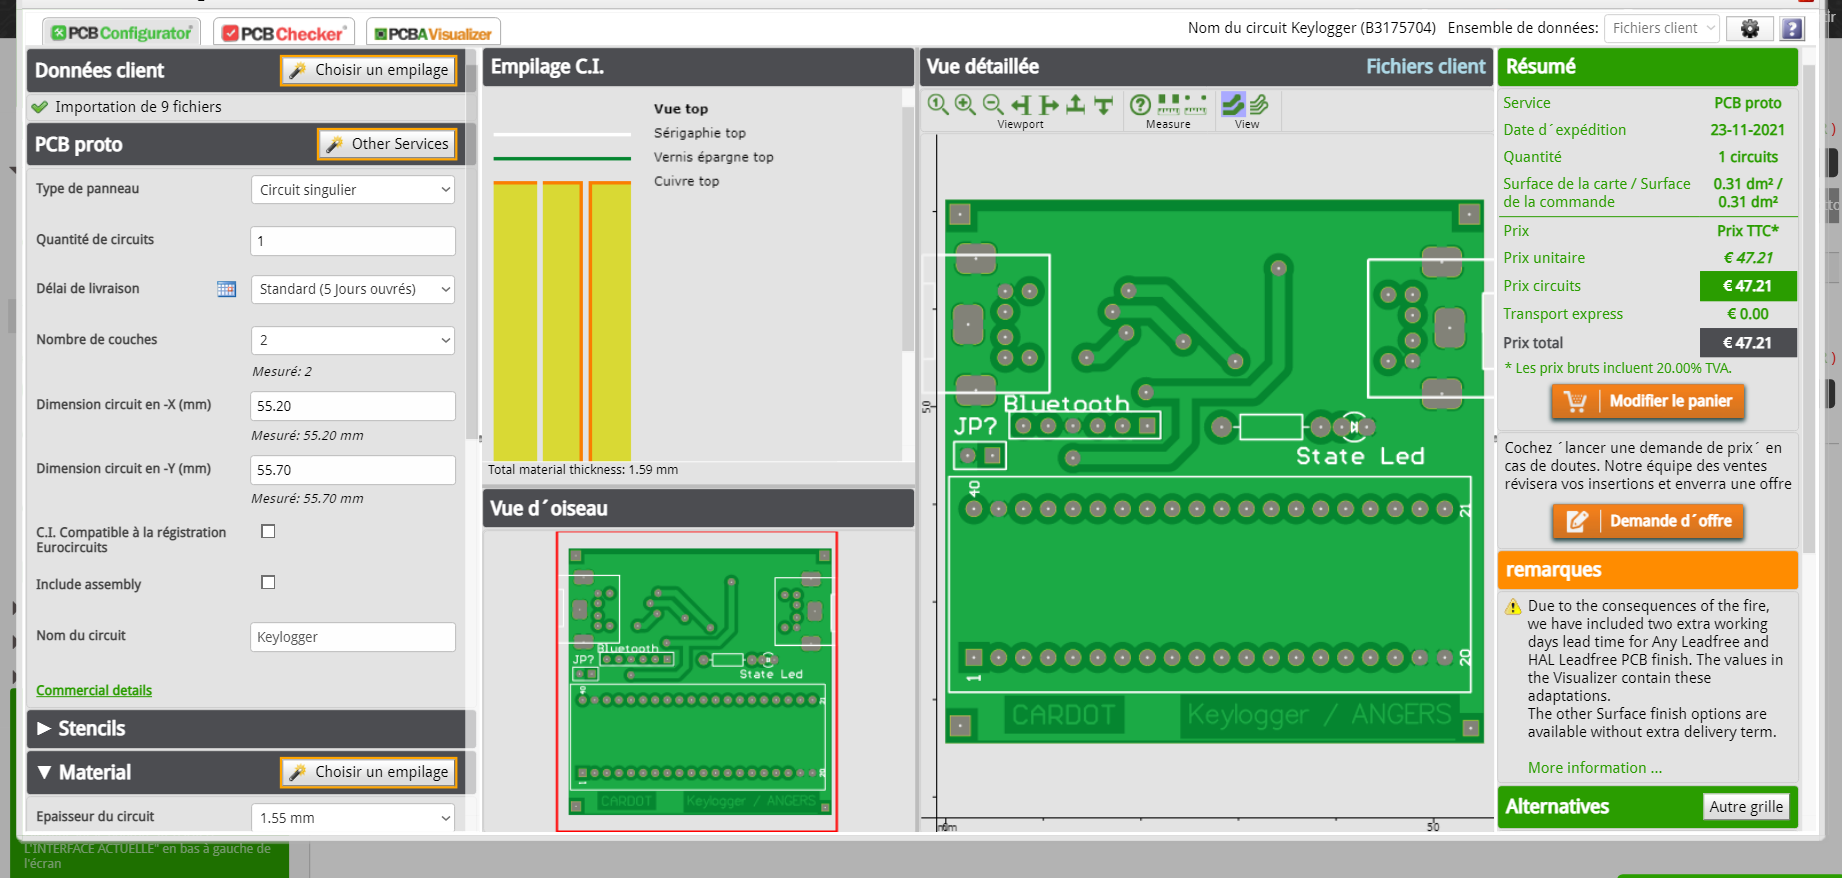 PCB Configurator
PCB Checker
PCBA Visualizer
Nom du circuit Keylogger (B3175704)
Ensemble de données:
Fichiers client
Données client
Choisir un empilage
Importation de 9 fichiers
PCB proto
Other Services
Type de panneau
Circuit singulier
Quantité de circuits
1
Délai de livraison
Standard (5 Jours ouvrés)
Nombre de couches
2
Mesuré: 2
Dimension circuit en -X (mm)
55.20
Mesuré: 55.20 mm
Dimension circuit en -Y (mm)
55.70
Mesuré: 55.70 mm
C.I. Compatible à la régistration
Eurocircuits
Include assembly
Nom du circuit
Keylogger
Commercial details
Stencils
Material
Choisir un empilage
Epaisseur du circuit
1.55 mm
Empilage C.I.
Vue top
Sérigaphie top
Vernis épargne top
Cuivre top
Total material thickness: 1.59 mm
Vue d´oiseau
Bluetooth
JP?
State Led
40
21
1
20
CARDOT
Keylogger / ANGERS
Vue détaillée
Fichiers client
Viewport
Measure
View
50
Bluetooth
JP?
State Led
40
21
1
20
CARDOT
Keylogger / ANGERS
50
Résumé
Service
PCB proto
Date d´expédition
23-11-2021
Quantité
1 circuits
Surface de la carte / Surface
de la commande
0.31 dm² /
0.31 dm²
Prix
Prix TTC*
Prix unitaire
€ 47.21
Prix circuits
€ 47.21
Transport express
€ 0.00
Prix total
€ 47.21
* Les prix bruts incluent 20.00% TVA.
Modifier le panier
Cochez ´lancer une demande de prix´ en
cas de doutes. Notre équipe des ventes
révisera vos insertions et enverra une offre
Demande d´offre
remarques
Due to the consequences of the fire,
we have included two extra working
days lead time for Any Leadfree and
HAL Leadfree PCB finish. The values in
the Visualizer contain these
adaptations.
The other Surface finish options are
available without extra delivery term.
More information ...
Alternatives
Autre grille
L'INTERFACE ACTUELLE" en bas à gauche de
l'écran